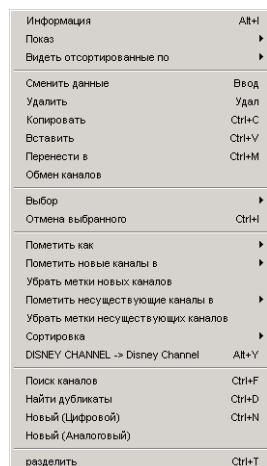 Информация Alt+I
Показ
Видеть отсортированные по
Сменить данные Ввод
Удалить Удал
Копировать Ctrl+C
Вставить Ctrl+V
Перенести в Ctrl+M
Обмен каналов
Выбор
Отмена выбранного Ctrl+I
Пометить как
Пометить новые каналы в
Убрать метки новых каналов
Пометить несуществующие каналы в
Убрать метки несуществующих каналов
Сортировка
DISNEY CHANNEL -> Disney Channel Alt+Y
Поиск каналов Ctrl+F
Найти дубликаты Ctrl+D
Новый (Цифровой) Ctrl+N
Новый (Аналоговый)
разделить Ctrl+T